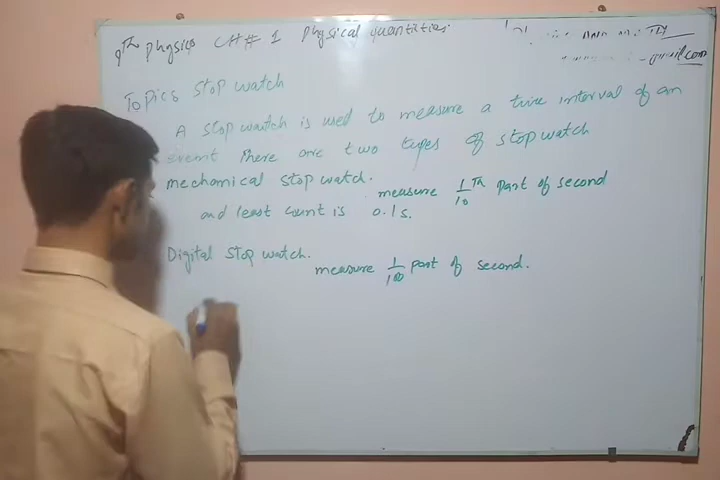 9Th physics CH# 1 physical quantities.
Topics stop watch
A stop watch is used to measure a time interval of an
event There are two types of stop watch
mechanical stop watch. measure 1/10 Th part of second
and least count is 0.1s.
Digital stop watch. measure 1/100 part of second.